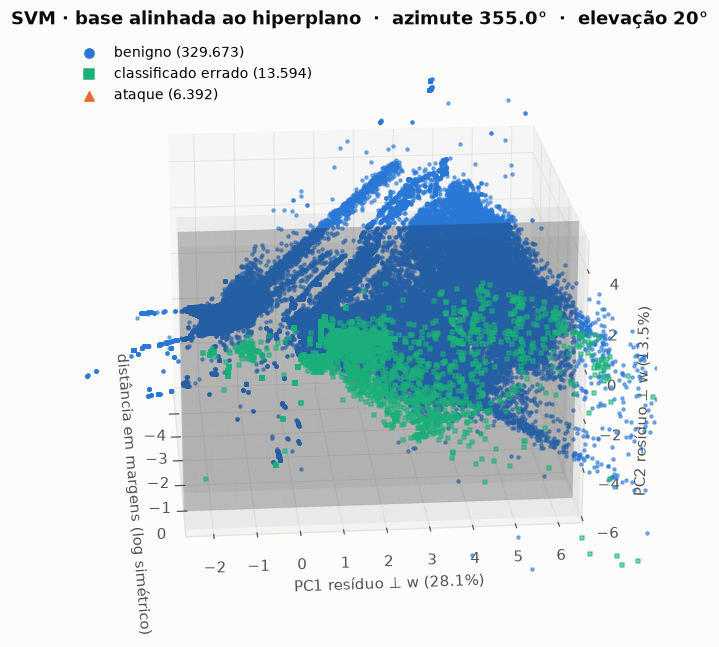 SVM · base alinhada ao hiperplano · azimute 355.0° · elevação 20°
benigno (329.673)
classificado errado (13.594)
ataque (6.392)
4
2
0
−2
−4
−6
PC2 resíduo ⊥ w (13.5%)
distância em margens (log simétrico)
−4
−3
−2
−1
0
−2 −1 0 1 2 3 4 5 6
PC1 resíduo ⊥ w (28.1%)